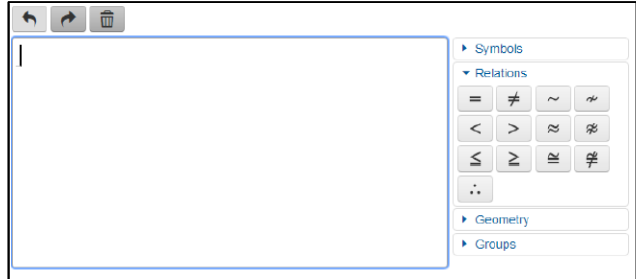 Symbols
Relations
= ≠ ~ ≁
< > ≈ ≉
≦ ≧ ≅ ≇
∴
Geometry
Groups